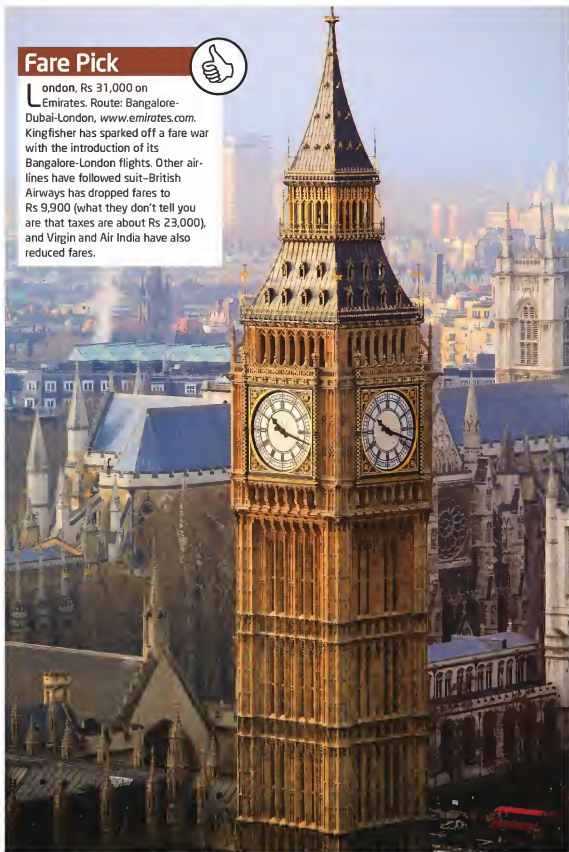 Fare Pick
London, Rs 31,000 on
Emirates. Route: Bangalore-
Dubai-London, www.emirates.com.
Kingfisher has sparked off a fare war
with the introduction of its
Bangalore-London flights. Other air-
lines have followed suit–British
Airways has dropped fares to
Rs 9,900 (what they don't tell you
are that taxes are about Rs 23,000),
and Virgin and Air India have also
reduced fares.